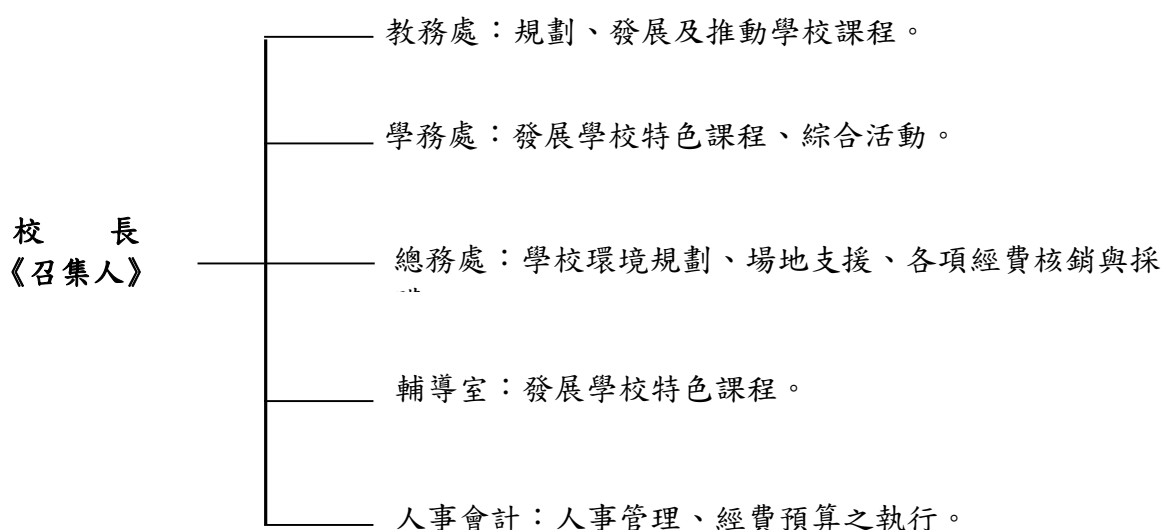 教務處：規劃、發展及推動學校課程。
學務處：發展學校特色課程、綜合活動。
校　　長
《召集人》
總務處：學校環境規劃、場地支援、各項經費核銷與採
輔導室：發展學校特色課程。
人事會計：人事管理、經費預算之執行。